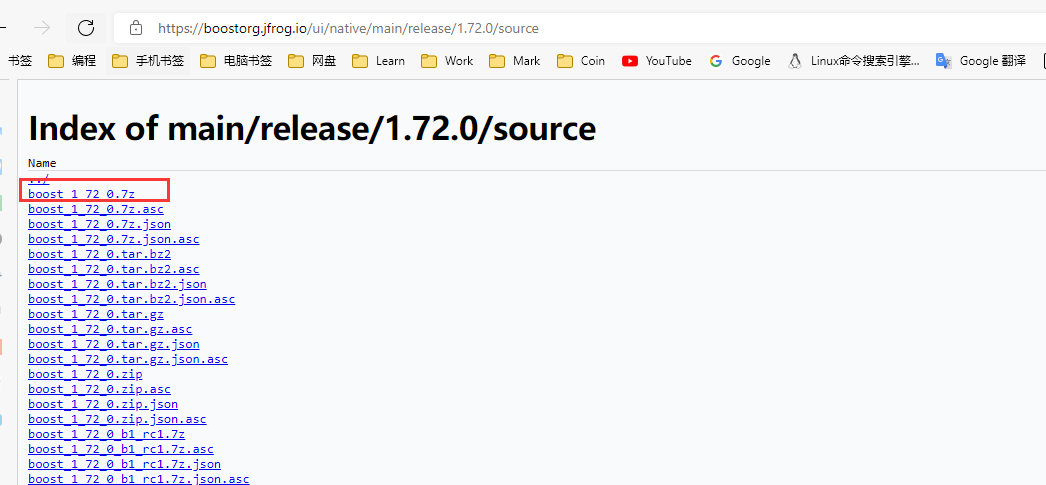 https://boostorg.jfrog.io/ui/native/main/release/1.72.0/source
书签 编程 手机书签 电脑书签 网盘 Learn Work Mark Coin YouTube Google Linux命令搜索引擎... Google 翻译
Index of main/release/1.72.0/source
Name
../
boost_1_72_0.7z
boost_1_72_0.7z.asc
boost_1_72_0.7z.json
boost_1_72_0.7z.json.asc
boost_1_72_0.tar.bz2
boost_1_72_0.tar.bz2.asc
boost_1_72_0.tar.bz2.json
boost_1_72_0.tar.bz2.json.asc
boost_1_72_0.tar.gz
boost_1_72_0.tar.gz.asc
boost_1_72_0.tar.gz.json
boost_1_72_0.tar.gz.json.asc
boost_1_72_0.zip
boost_1_72_0.zip.asc
boost_1_72_0.zip.json
boost_1_72_0.zip.json.asc
boost_1_72_0_b1_rc1.7z
boost_1_72_0_b1_rc1.7z.asc
boost_1_72_0_b1_rc1.7z.json
boost_1_72_0_b1_rc1.7z.json.asc